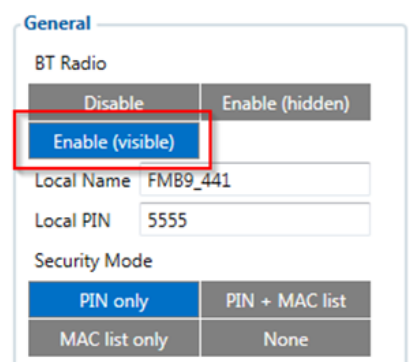 General
BT Radio
Disable Enable (hidden)
Enable (visible)
Local Name FMB9_441
Local PIN 5555
Security Mode
PIN only PIN + MAC list
MAC list only None